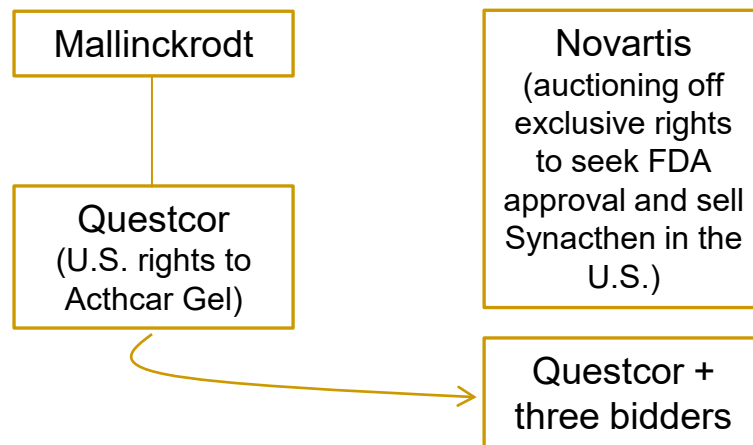 Mallinckrodt
Questcor
(U.S. rights to
Acthcar Gel)
Novartis
(auctioning off
exclusive rights
to seek FDA
approval and sell
Synacthen in the
U.S.)
Questcor +
three bidders